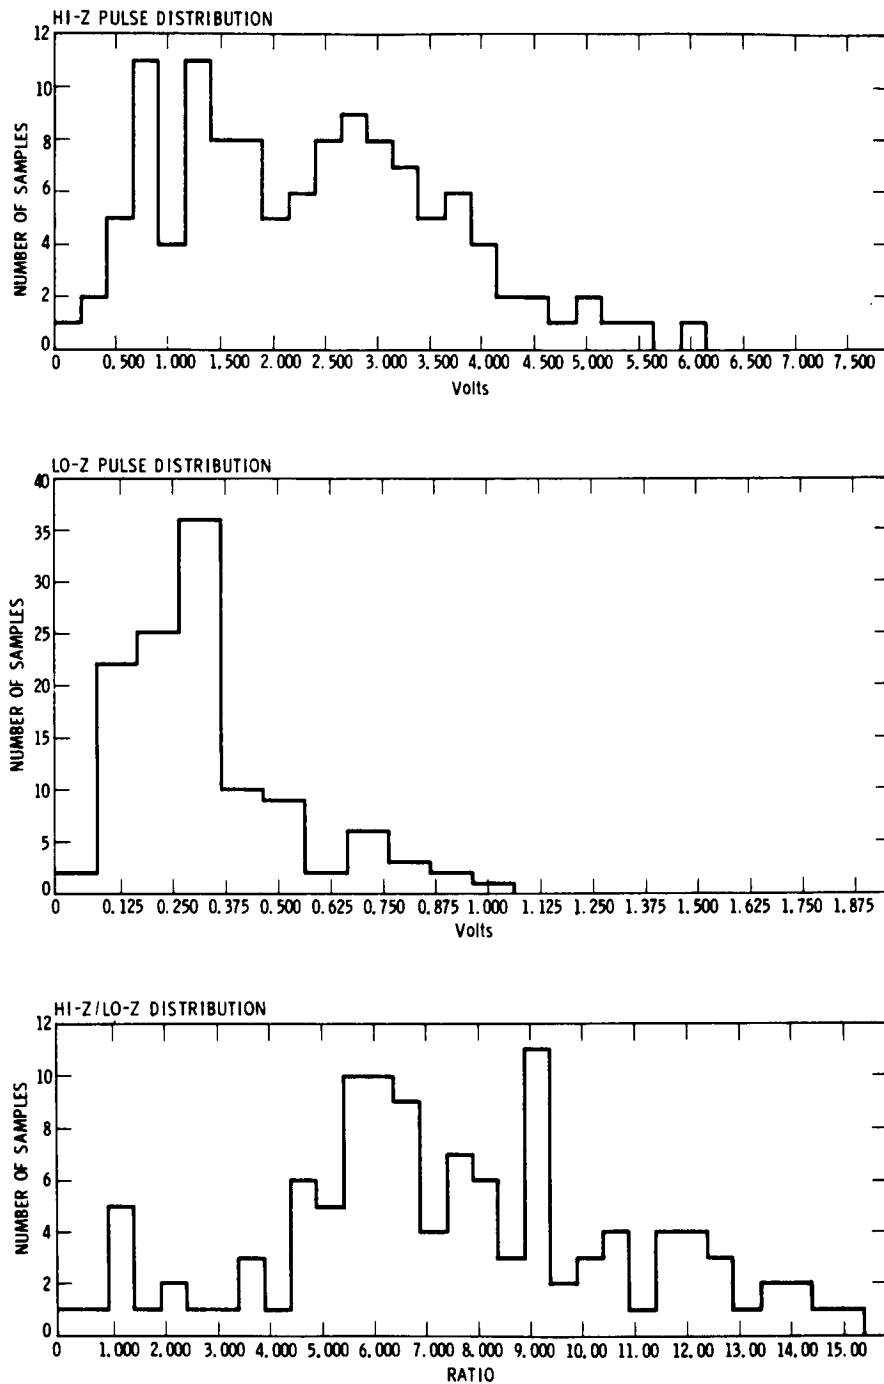 HI-Z PULSE DISTRIBUTION
12
10
8
6
4
2
0
NUMBER OF SAMPLES
0 0.500 1.000 1.500 2.000 2.500 3.000 3.500 4.000 4.500 5.000 5.500 6.000 6.500 7.000 7.500
Volts
LO-Z PULSE DISTRIBUTION
40
35
30
25
20
15
10
5
0
NUMBER OF SAMPLES
0 0.125 0.250 0.375 0.500 0.625 0.750 0.875 1.000 1.125 1.250 1.375 1.500 1.625 1.750 1.875
Volts
HI-Z/LO-Z DISTRIBUTION
12
10
8
6
4
2
0
NUMBER OF SAMPLES
0 1.000 2.000 3.000 4.000 5.000 6.000 7.000 8.000 9.000 10.00 11.00 12.00 13.00 14.00 15.00
RATIO